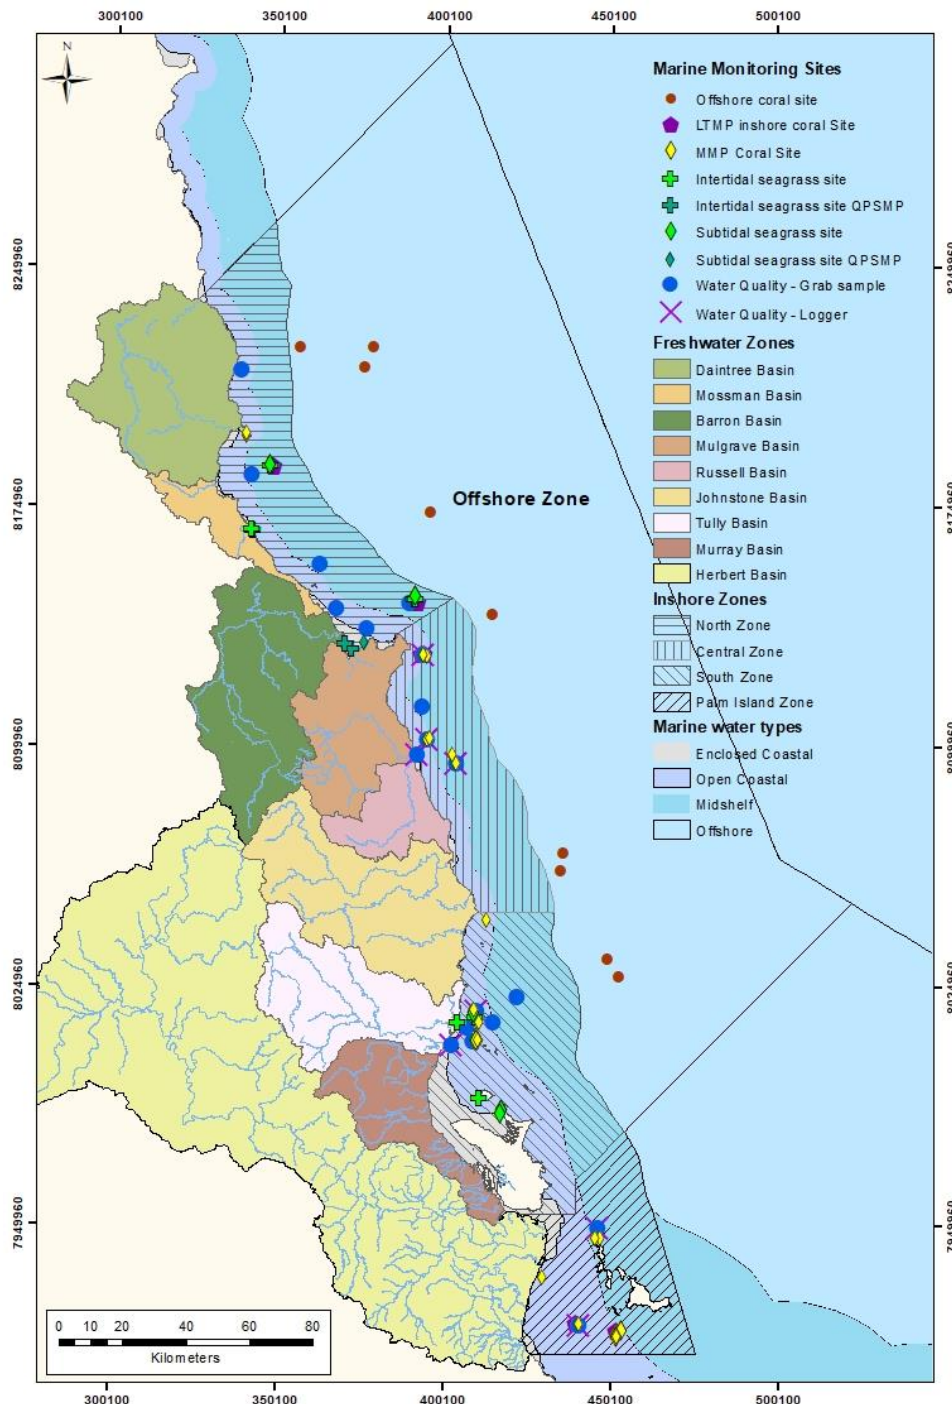 300100 350100 400100 450100 500100
N
Marine Monitoring Sites
Offshore coral site
LTMP inshore coral Site
MMP Coral Site
Intertidal seagrass site
Intertidal seagrass site QPSMP
Subtidal seagrass site
Subtidal seagrass site QPSMP
Water Quality - Grab sample
Water Quality - Logger
Freshwater Zones
Daintree Basin
Mossman Basin
Barron Basin
Mulgrave Basin
Russell Basin
Johnstone Basin
Tully Basin
Murray Basin
Herbert Basin
Inshore Zones
North Zone
Central Zone
South Zone
Palm Island Zone
Marine water types
Enclosed Coastal
Open Coastal
Midshelf
Offshore
Offshore Zone
8249960 8249960
8174960 8174960
8099960 8099960
8024960 8024960
7949960 7949960
0 10 20 40 60 80
Kilometers
300100 350100 400100 450100 500100